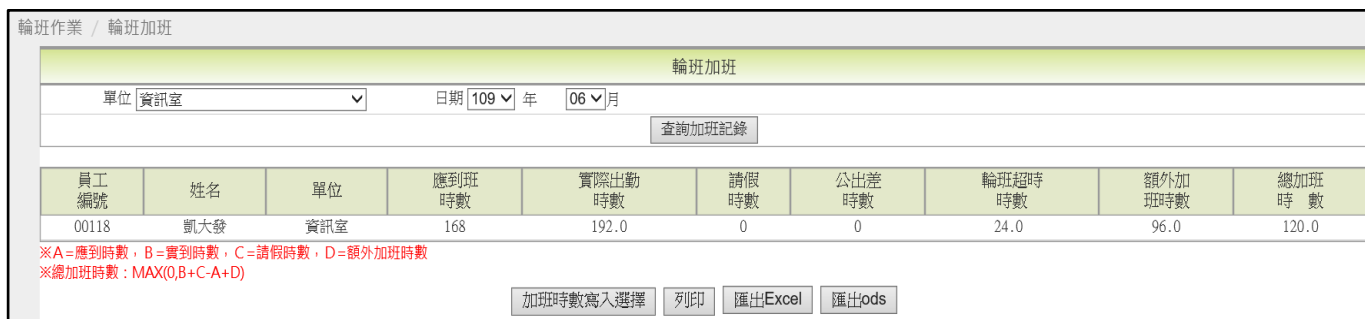 輪班作業 / 輪班加班
輪班加班
單位 資訊室 日期 109 年 06 月
查詢加班記錄
員工編號 姓名 單位 應到班時數 實際出勤時數 請假時數 公出差時數 輪班超時時數 額外加班時數 總加班時 數
00118 凱大發 資訊室 168 192.0 0 0 24.0 96.0 120.0
※A=應到時數，B=實到時數，C=請假時數，D=額外加班時數
※總加班時數：MAX(0,B+C-A+D)
加班時數寫入選擇 列印 匯出Excel 匯出ods